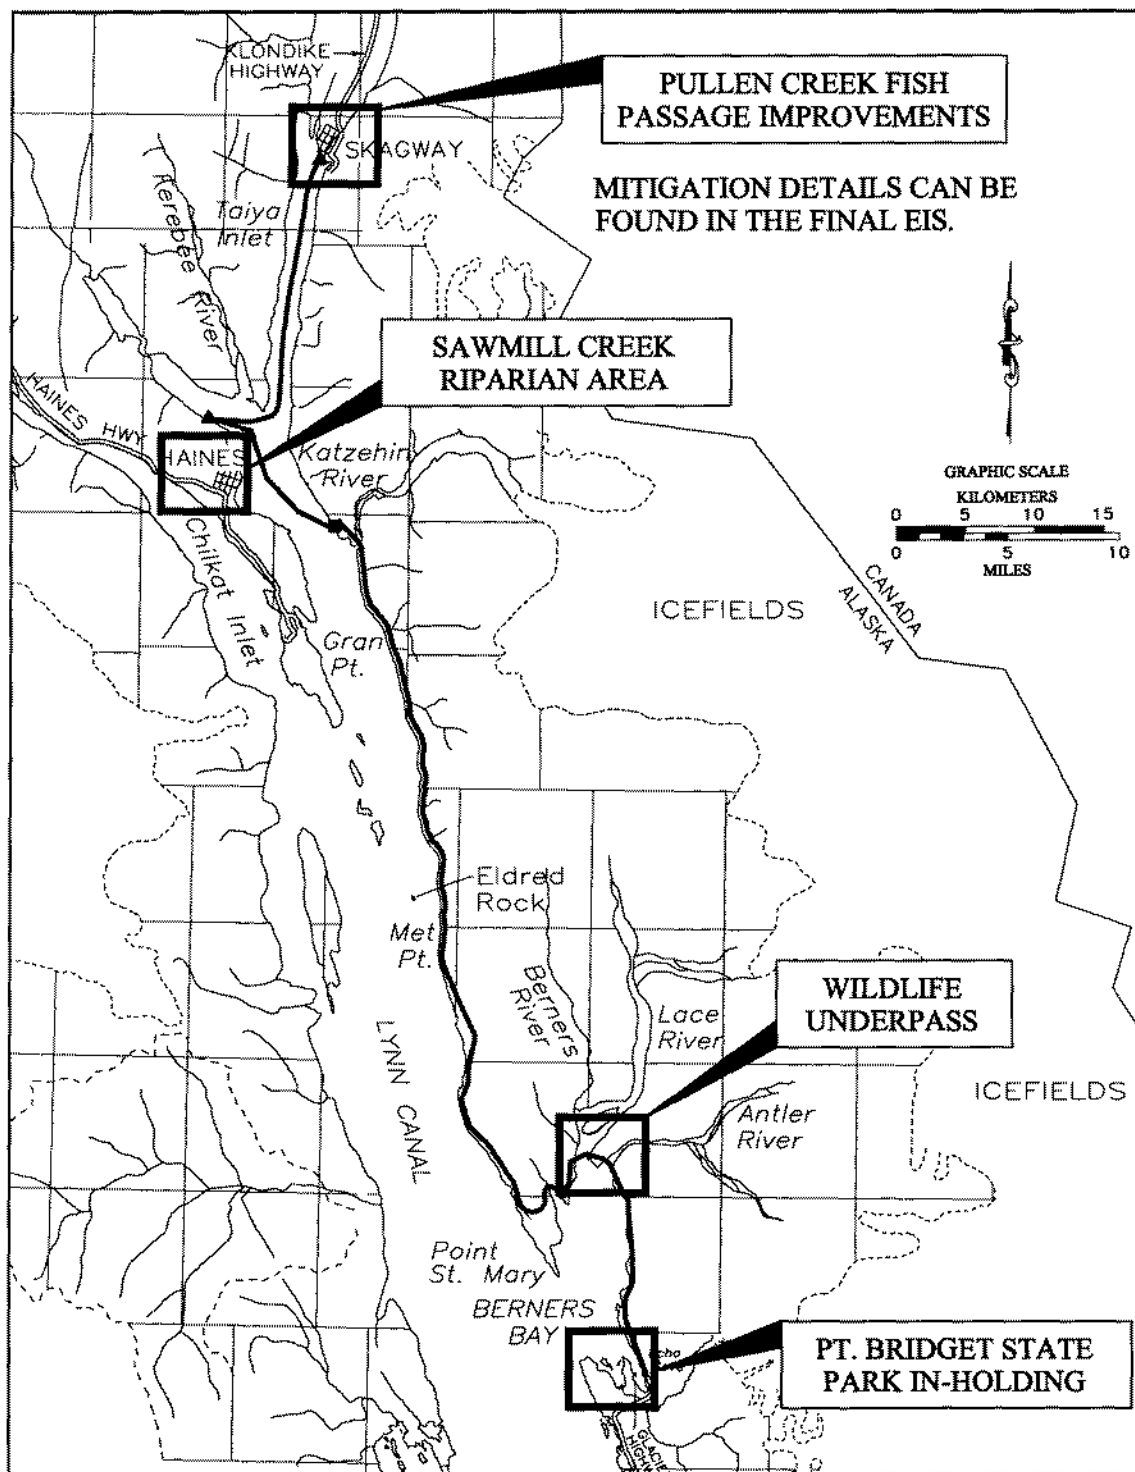 KLONDIKE
HIGHWAY
PULLEN CREEK FISH
PASSAGE IMPROVEMENTS
SKAGWAY
MITIGATION DETAILS CAN BE
FOUND IN THE FINAL EIS.
Taiya
Inlet
Ferebee
River
SAWMILL CREEK
RIPARIAN AREA
HAINES HWY
HAINES
Katzehin
River
GRAPHIC SCALE
KILOMETERS
0 5 10 15
0 5 10
MILES
CANADA
ALASKA
Chilkat Inlet
ICEFIELDS
Gran
Pt.
Eldred
Rock
Met
Pt.
Berners
River
Lace
River
WILDLIFE
UNDERPASS
LYNN CANAL
ICEFIELDS
Antler
River
Point
St. Mary
BERNERS
BAY
PT. BRIDGET STATE
PARK IN-HOLDING